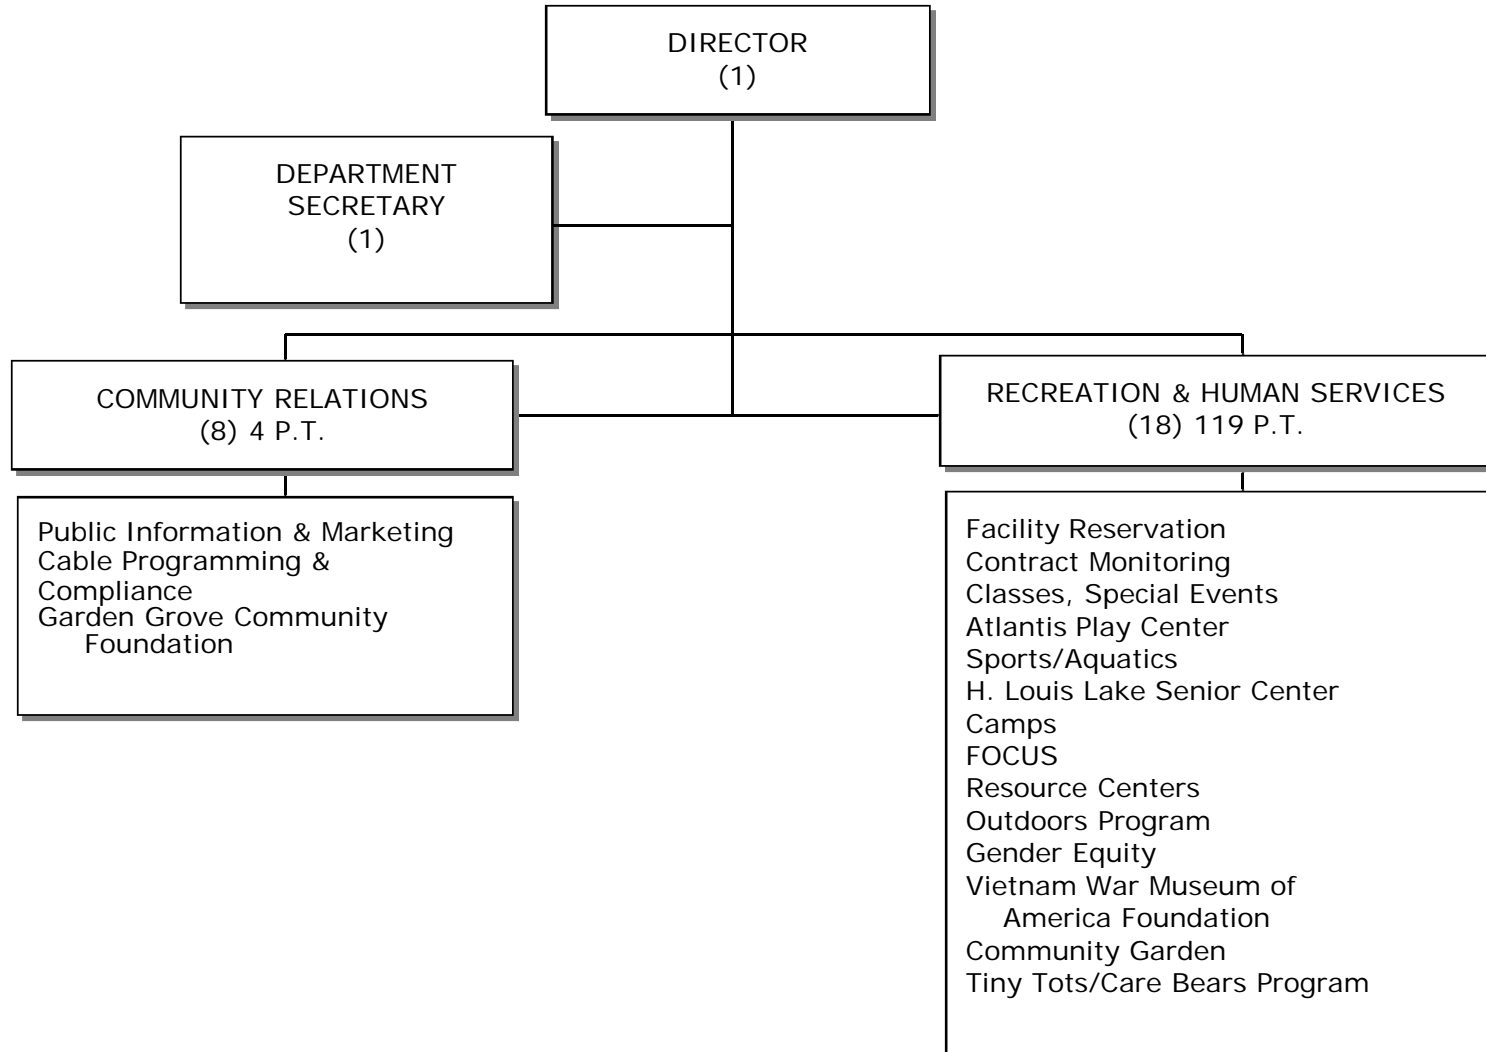 DIRECTOR
(1)
DEPARTMENT
SECRETARY
(1)
COMMUNITY RELATIONS
(8) 4 P.T.
RECREATION & HUMAN SERVICES
(18) 119 P.T.
Public Information & Marketing
Cable Programming &
Compliance
Garden Grove Community
Foundation
Facility Reservation
Contract Monitoring
Classes, Special Events
Atlantis Play Center
Sports/Aquatics
H. Louis Lake Senior Center
Camps
FOCUS
Resource Centers
Outdoors Program
Gender Equity
Vietnam War Museum of
America Foundation
Community Garden
Tiny Tots/Care Bears Program